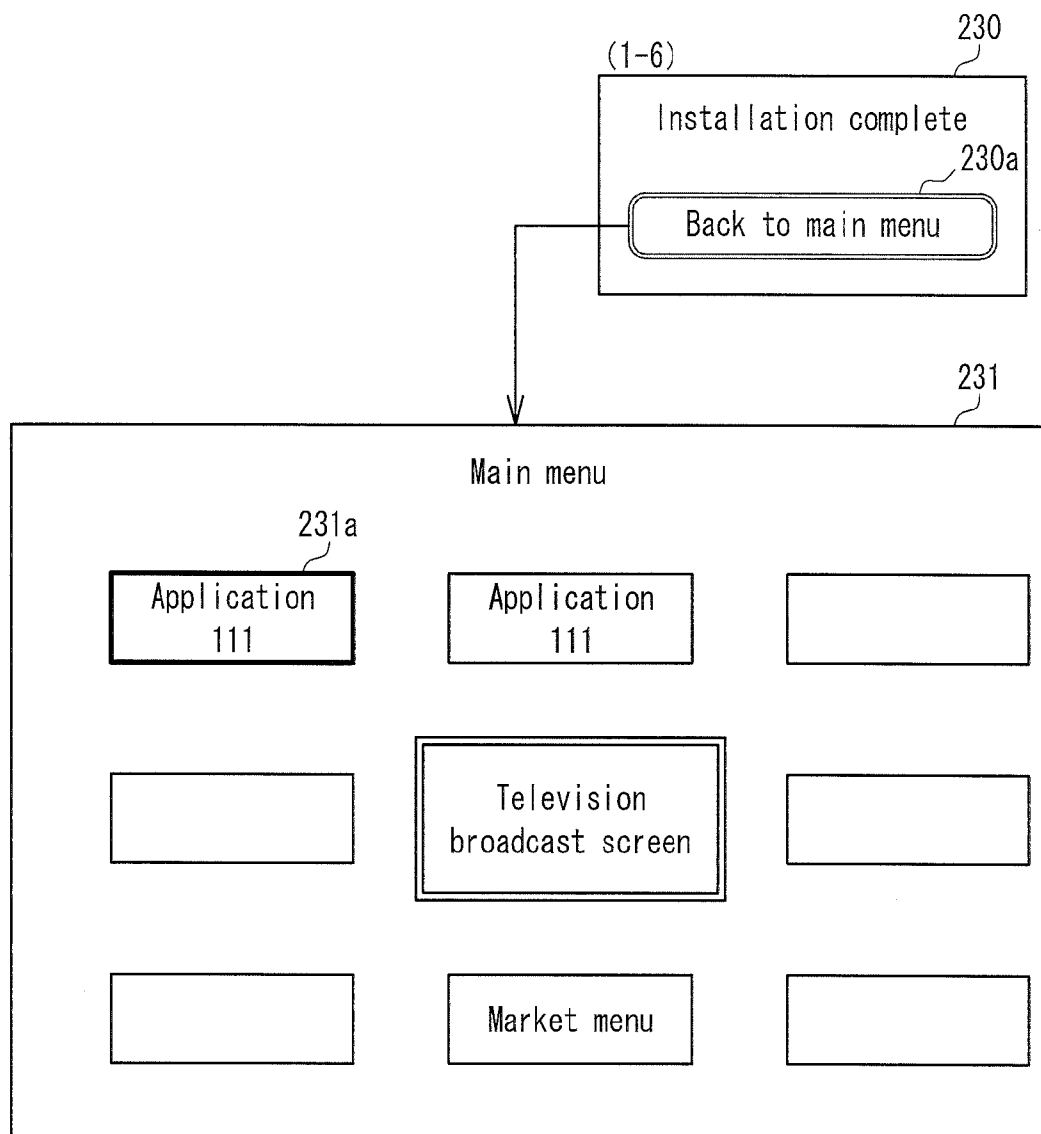 230
(1-6)
Installation complete
230a
Back to main menu
231
Main menu
231a
Application
111
Application
111
Television
broadcast screen
Market menu